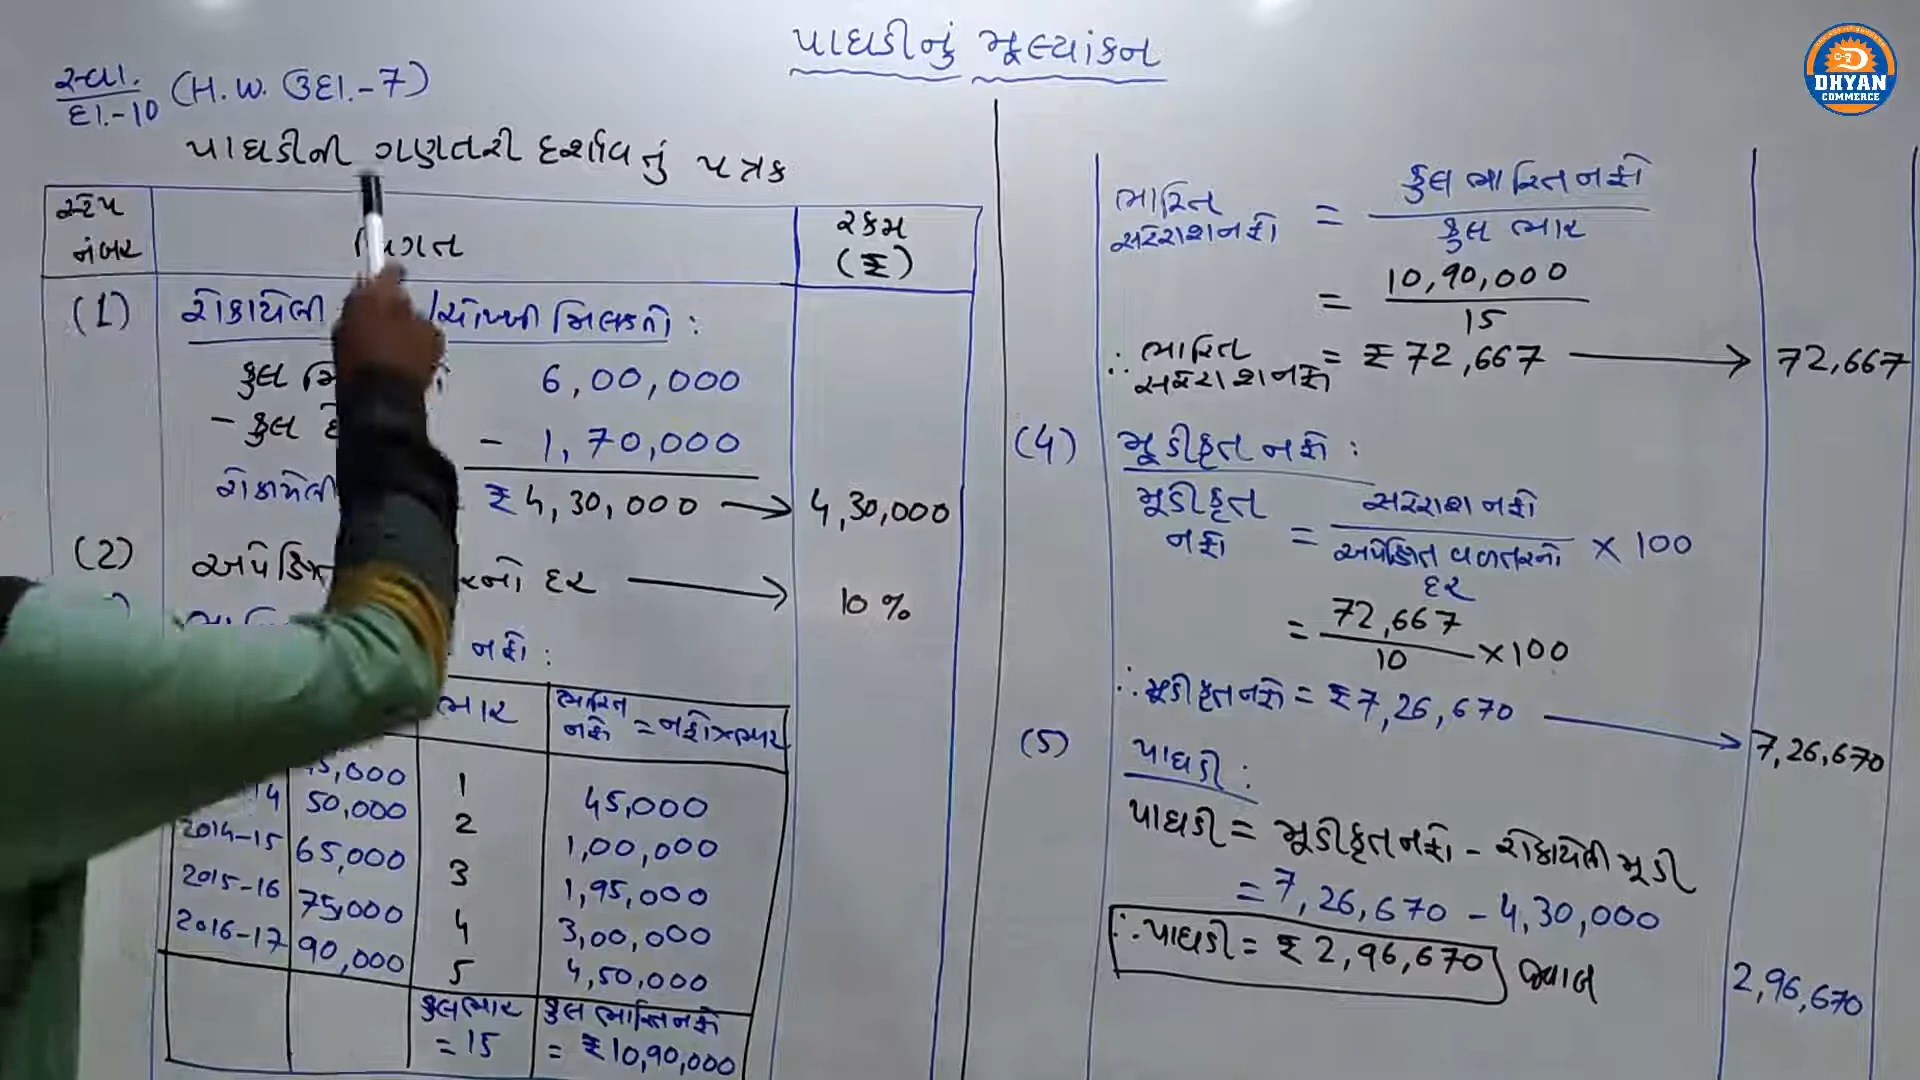 પાઘડીનું મૂલ્યાંકન
DHYAN
COMMERCE
સ્વા.
દા.-10 (H.W. ઉદા.-7)
પાઘડીની ગણતરી દર્શાવતું પત્રક
સ્ટેપ નંબર
રકમ (₹)
(1) રોકાયેલી /ચોખ્ખી મિલકતો :
કુલ 6,00,000
- કુલ - 1,70,000
રોકાયેલી ₹4,30,000 → 4,30,000
(2) અપેક્ષિત દર → 10%
નફો :
ભાર ભારિત નફો = નફો × ભાર
45,000 1 45,000
50,000 2 1,00,000
2014-15 65,000 3 1,95,000
2015-16 75,000 4 3,00,000
2016-17 90,000 5 4,50,000
કુલ ભાર = 15 કુલ ભારિત નફો = ₹10,90,000
ભારિત સરેરાશ નફો = કુલ ભારિત નફો / કુલ ભાર
= 10,90,000 / 15
∴ ભારિત સરેરાશ નફો = ₹72,667 → 72,667
(4) મૂડીકૃત નફો :
મૂડીકૃત નફો = સરેરાશ નફો / અપેક્ષિત વળતરનો દર × 100
= 72,667 / 10 × 100
∴ મૂડીકૃત નફો = ₹7,26,670 → 7,26,670
(5) પાઘડી :
પાઘડી = મૂડીકૃત નફો - રોકાયેલી મૂડી
= 7,26,670 - 4,30,000
∴ પાઘડી = ₹2,96,670 જવાબ 2,96,670